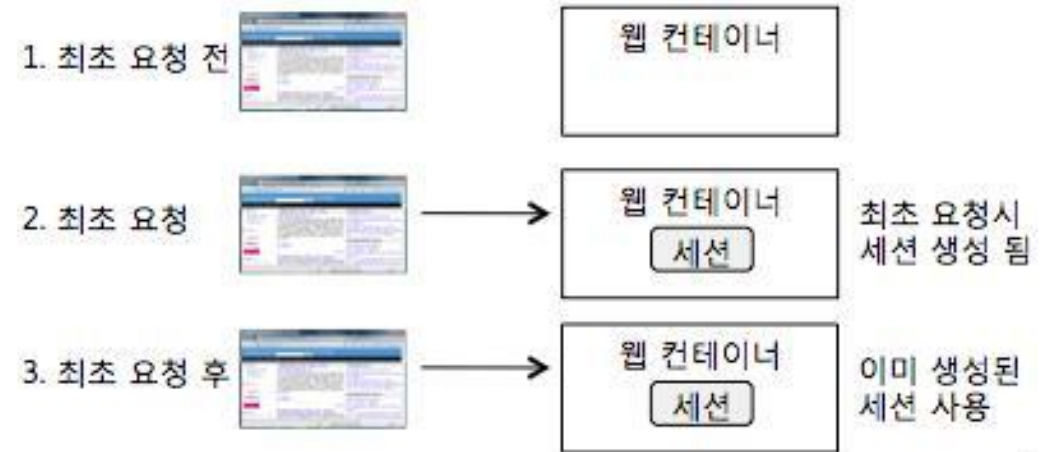 1. 최초 요청 전
웹 컨테이너
2. 최초 요청
웹 컨테이너
세션
최초 요청시
세션 생성 됨
3. 최초 요청 후
웹 컨테이너
세션
이미 생성된
세션 사용